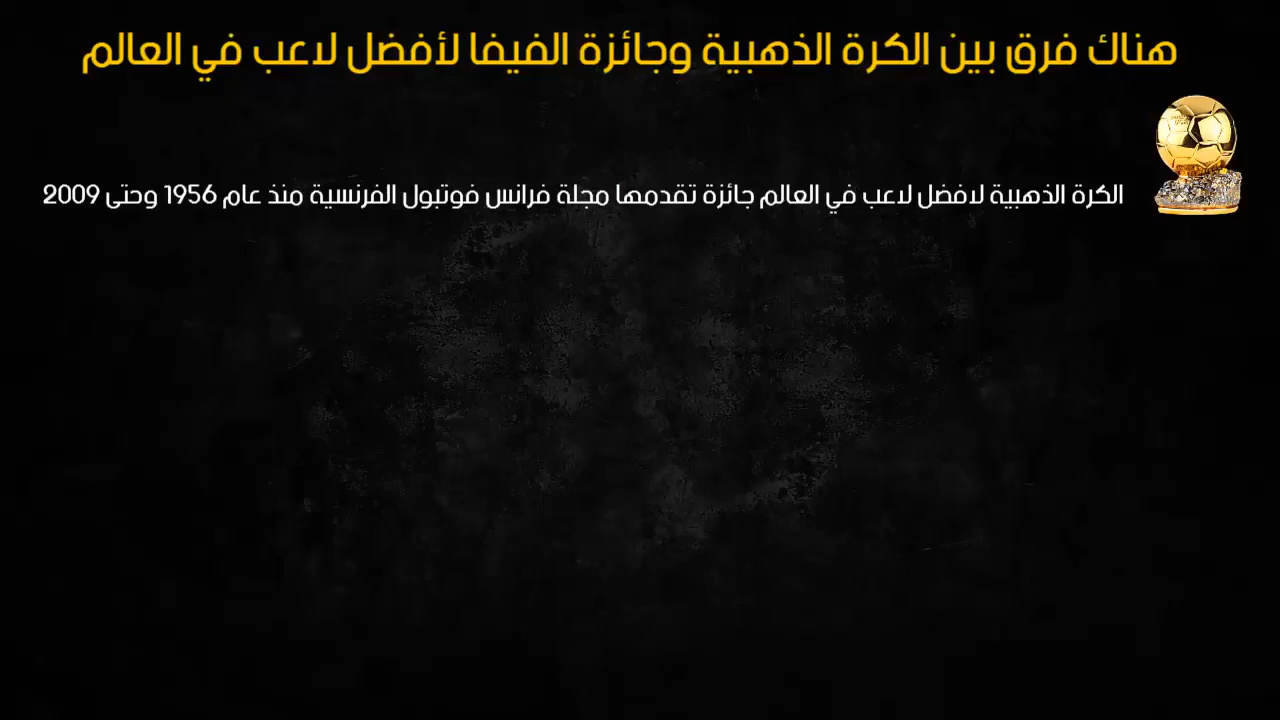 هناك فرق بين الكرة الذهبية وجائزة الفيفا لأفضل لاعب في العالم
الكرة الذهبية لافضل لاعب في العالم جائزة تقدمها مجلة فرانس فوتبول الفرنسية منذ عام 1956 وحتى 2009